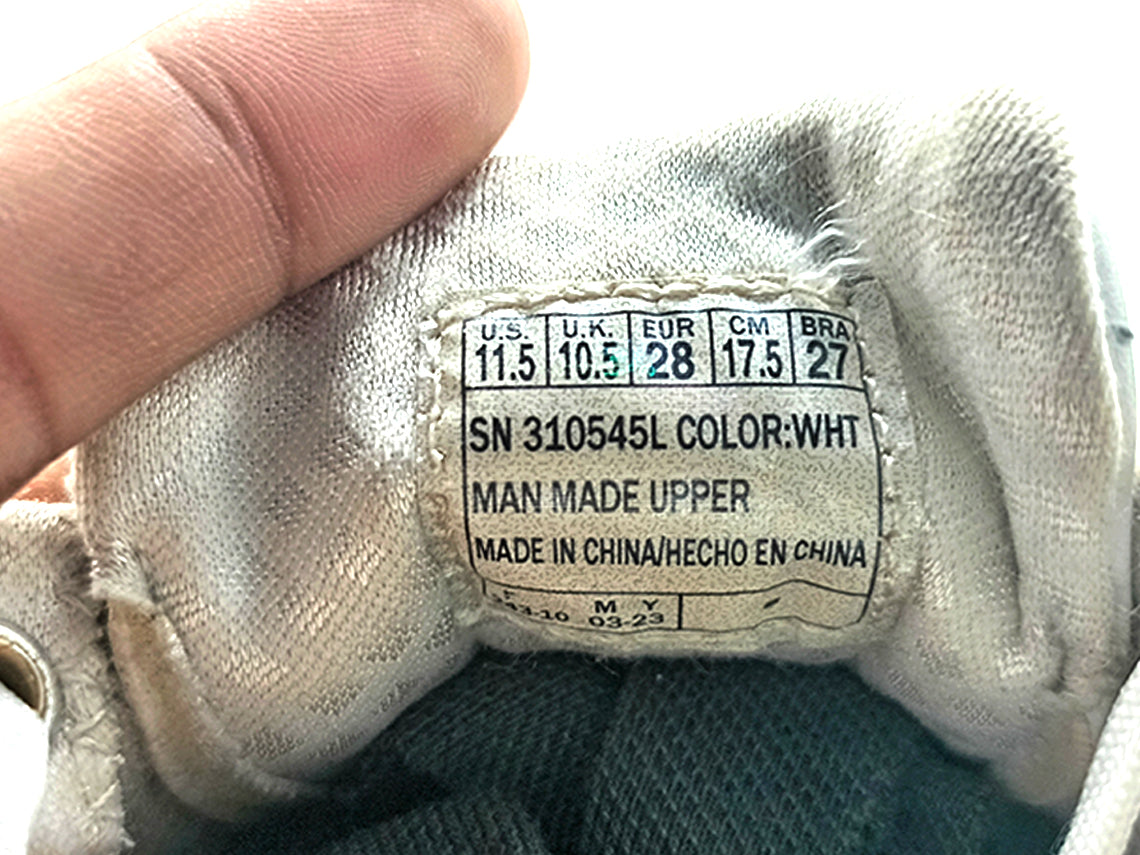 U.S. U.K. EUR CM BRA
11.5 10.5 28 17.5 27
SN 310545L COLOR:WHT
MAN MADE UPPER
MADE IN CHINA/HECHO EN CHINA
F M Y
03-23